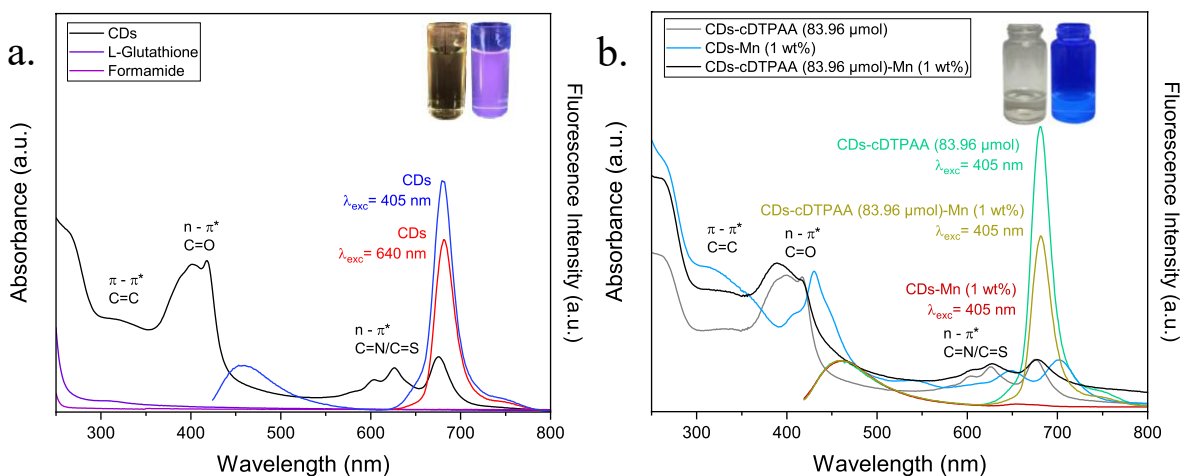 a.
CDs
L-Glutathione
Formamide
Absorbance (a.u.)
Fluorescence Intensity (a.u.)
CDs
λexc= 405 nm
CDs
λexc= 640 nm
n - π*
C=O
π - π*
C=C
n - π*
C=N/C=S
300 400 500 600 700 800
Wavelength (nm)
b.
CDs-cDTPAA (83.96 μmol)
CDs-Mn (1 wt%)
CDs-cDTPAA (83.96 μmol)-Mn (1 wt%)
Absorbance (a.u.)
Fluorescence Intensity (a.u.)
CDs-cDTPAA (83.96 μmol)
λexc= 405 nm
CDs-cDTPAA (83.96 μmol)-Mn (1 wt%)
λexc= 405 nm
π - π*
C=C
n - π*
C=O
CDs-Mn (1 wt%)
λexc= 405 nm
n - π*
C=N/C=S
300 400 500 600 700 800
Wavelength (nm)